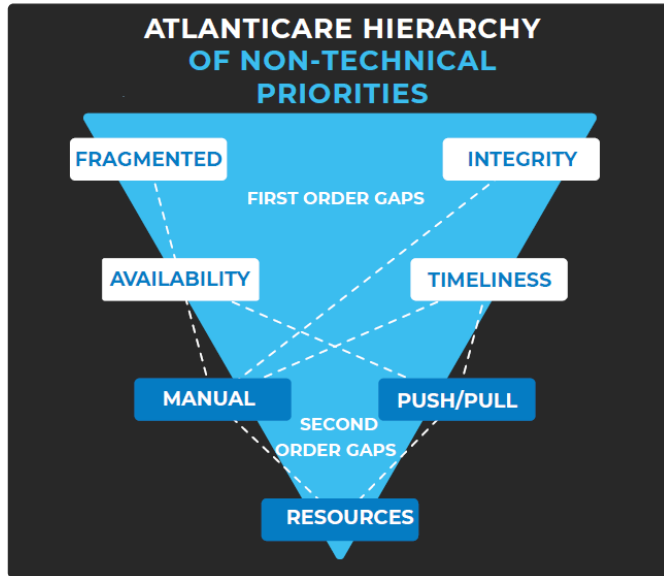 ATLANTICARE HIERARCHY
OF NON-TECHNICAL
PRIORITIES
FRAGMENTED
INTEGRITY
FIRST ORDER GAPS
AVAILABILITY
TIMELINESS
MANUAL
PUSH/PULL
SECOND
ORDER GAPS
RESOURCES